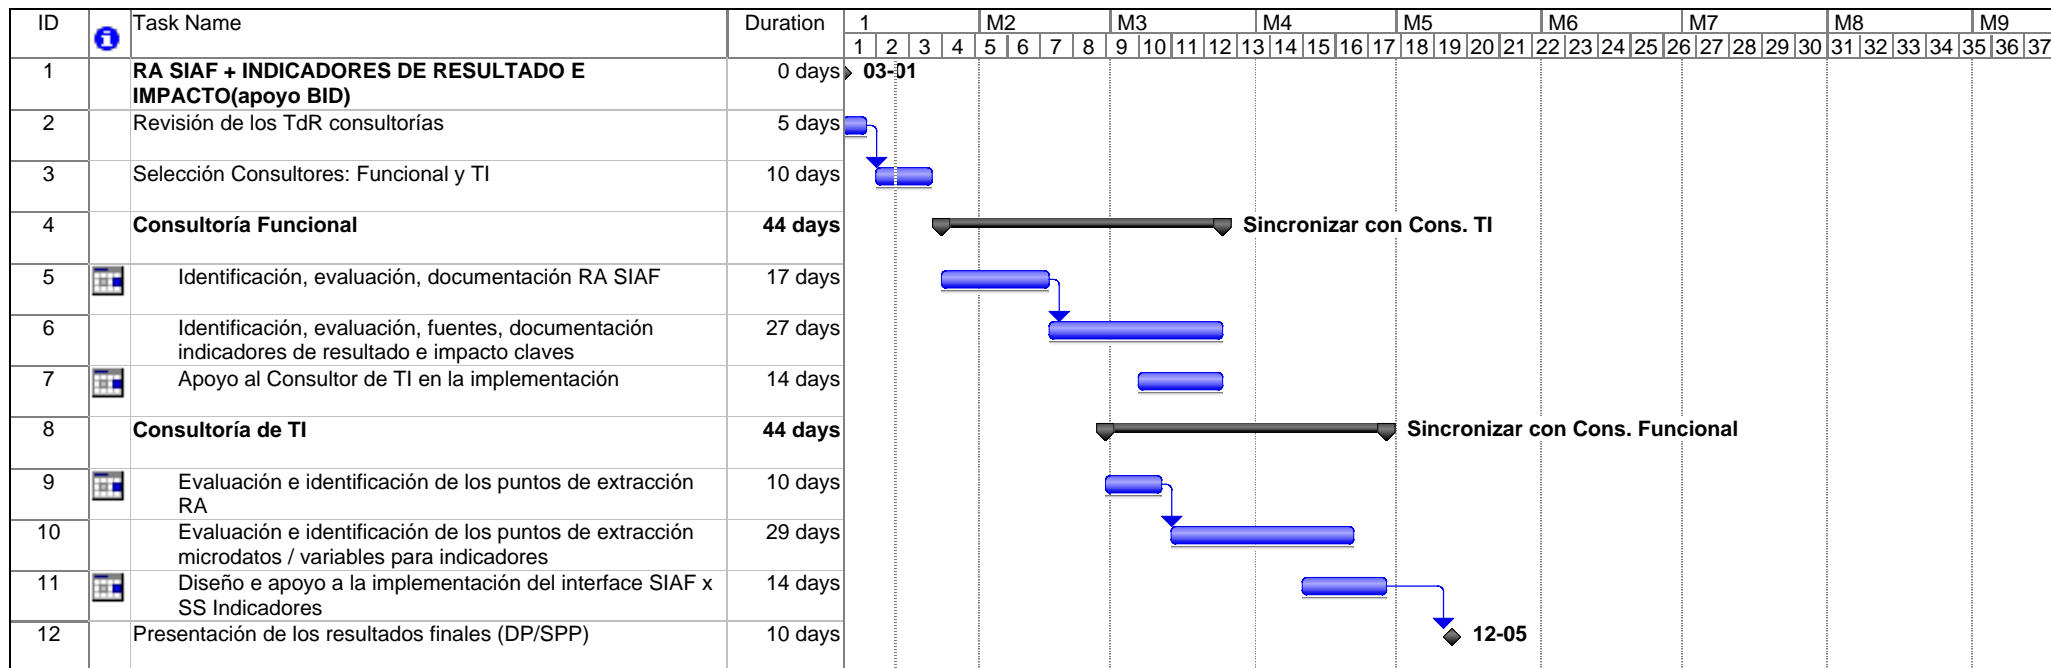 ID Task Name Duration 1 M2 M3 M4 M5 M6 M7 M8 M9
1 2 3 4 5 6 7 8 9 10 11 12 13 14 15 16 17 18 19 20 21 22 23 24 25 26 27 28 29 30 31 32 33 34 35 36 37
1 RA SIAF + INDICADORES DE RESULTADO E 0 days 03-01
IMPACTO(apoyo BID)
2 Revisión de los TdR consultorías 5 days
3 Selección Consultores: Funcional y TI 10 days
4 Consultoría Funcional 44 days Sincronizar con Cons. TI
5 Identificación, evaluación, documentación RA SIAF 17 days
6 Identificación, evaluación, fuentes, documentación 27 days
indicadores de resultado e impacto claves
7 Apoyo al Consultor de TI en la implementación 14 days
8 Consultoría de TI 44 days Sincronizar con Cons. Funcional
9 Evaluación e identificación de los puntos de extracción 10 days
RA
10 Evaluación e identificación de los puntos de extracción 29 days
microdatos / variables para indicadores
11 Diseño e apoyo a la implementación del interface SIAF x 14 days
SS Indicadores
12 Presentación de los resultados finales (DP/SPP) 10 days 12-05